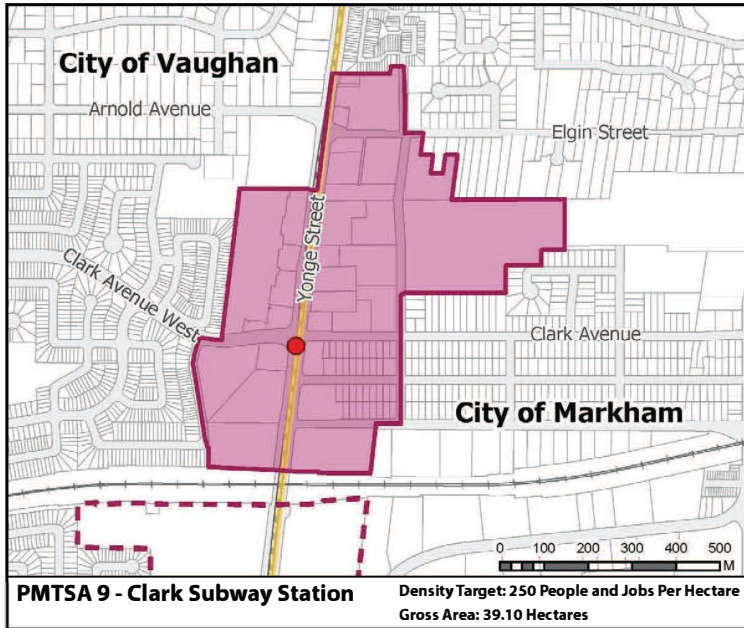 City of Vaughan
Arnold Avenue
Elgin Street
Yonge Street
Clark Avenue West
Clark Avenue
City of Markham
0 100 200 300 400 500
M
PMTSA 9 - Clark Subway Station
Density Target: 250 People and Jobs Per Hectare
Gross Area: 39.10 Hectares